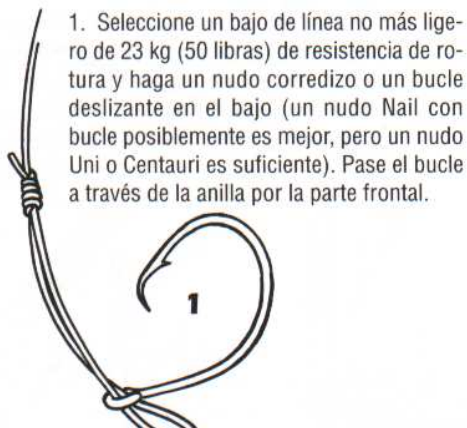 1. Seleccione un bajo de línea no más lige-
ro de 23 kg (50 libras) de resistencia de ro-
tura y haga un nudo corredizo o un bucle
deslizante en el bajo (un nudo Nail con
bucle posiblemente es mejor, pero un nudo
Uni o Centauri es suficiente). Pase el bucle
a través de la anilla por la parte frontal.
1